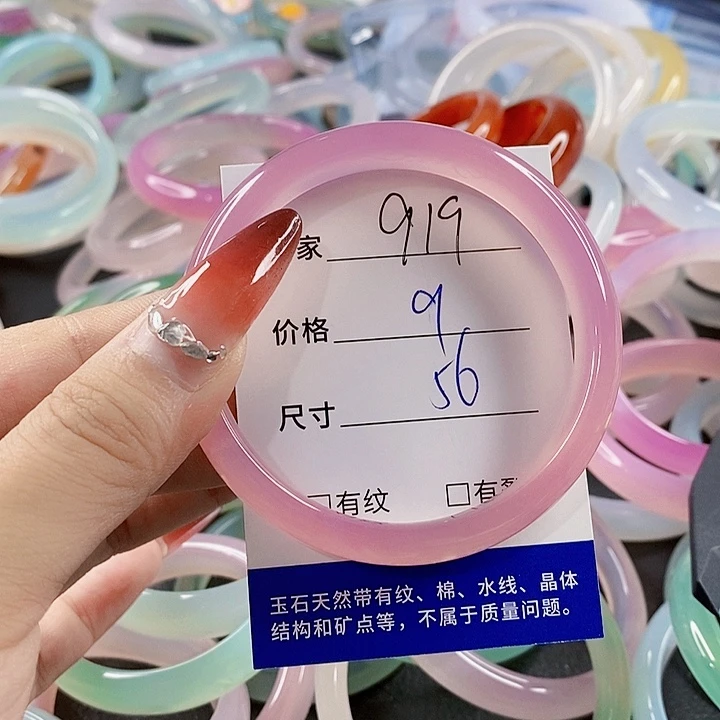 家 919
价格 9
尺寸 56
□有纹 □有裂
玉石天然带有纹、棉、水线、晶体
结构和矿点等，不属于质量问题。